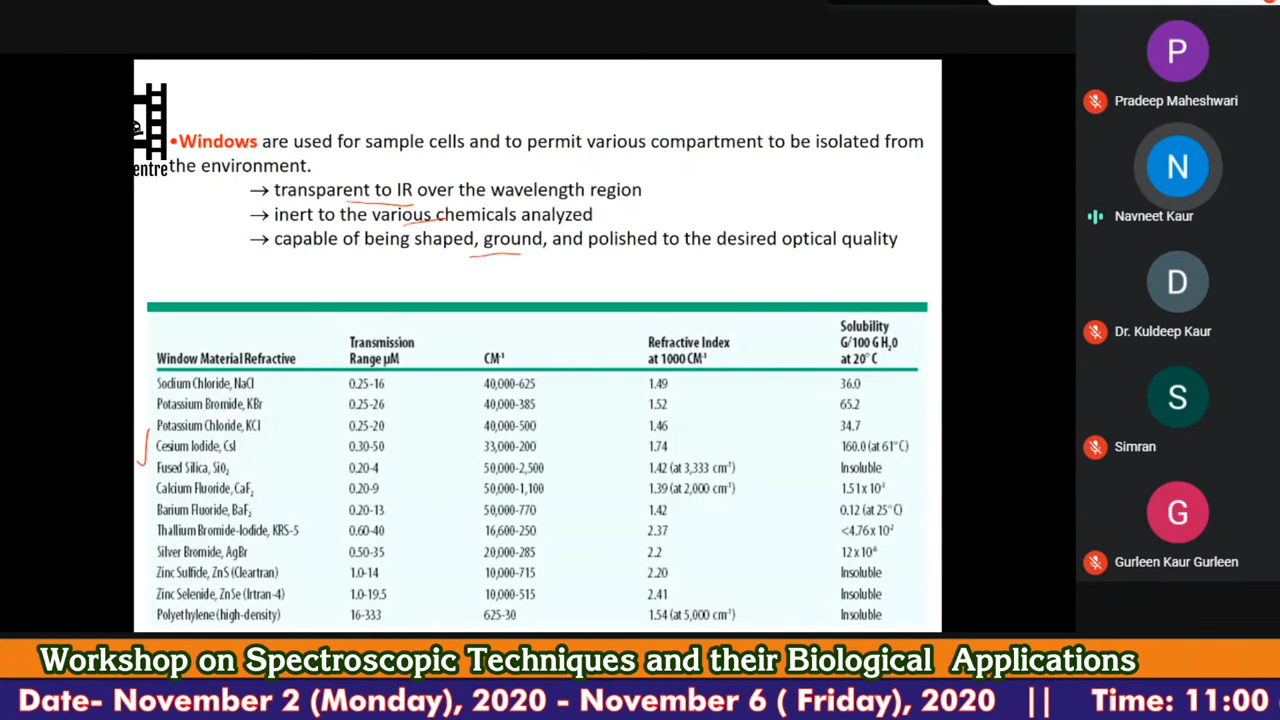 •Windows are used for sample cells and to permit various compartment to be isolated from
the environment.
→ transparent to IR over the wavelength region
→ inert to the various chemicals analyzed
→ capable of being shaped, ground, and polished to the desired optical quality
entre
Window Material Refractive Transmission Range µM CM⁻¹ Refractive Index at 1000 CM⁻¹ Solubility G/100 G H₂O at 20° C
Sodium Chloride, NaCl 0.25-16 40,000-625 1.49 36.0
Potassium Bromide, KBr 0.25-26 40,000-385 1.52 65.2
Potassium Chloride, KCl 0.25-20 40,000-500 1.46 34.7
Cesium Iodide, CsI 0.30-50 33,000-200 1.74 160.0 (at 61°C)
Fused Silica, SiO₂ 0.20-4 50,000-2,500 1.42 (at 3,333 cm⁻¹) Insoluble
Calcium Fluoride, CaF₂ 0.20-9 50,000-1,100 1.39 (at 2,000 cm⁻¹) 1.51 x 10⁻³
Barium Fluoride, BaF₂ 0.20-13 50,000-770 1.42 0.12 (at 25°C)
Thallium Bromide-Iodide, KRS-5 0.60-40 16,600-250 2.37 <4.76 x 10⁻²
Silver Bromide, AgBr 0.50-35 20,000-285 2.2 12 x 10⁻⁶
Zinc Sulfide, ZnS (Cleartran) 1.0-14 10,000-715 2.20 Insoluble
Zinc Selenide, ZnSe (Irtran-4) 1.0-19.5 10,000-515 2.41 Insoluble
Polyethylene (high-density) 16-333 625-30 1.54 (at 5,000 cm⁻¹) Insoluble
P
Pradeep Maheshwari
N
Navneet Kaur
D
Dr. Kuldeep Kaur
S
Simran
G
Gurleen Kaur Gurleen
Workshop on Spectroscopic Techniques and their Biological Applications
Date- November 2 (Monday), 2020 - November 6 ( Friday), 2020 || Time: 11:00